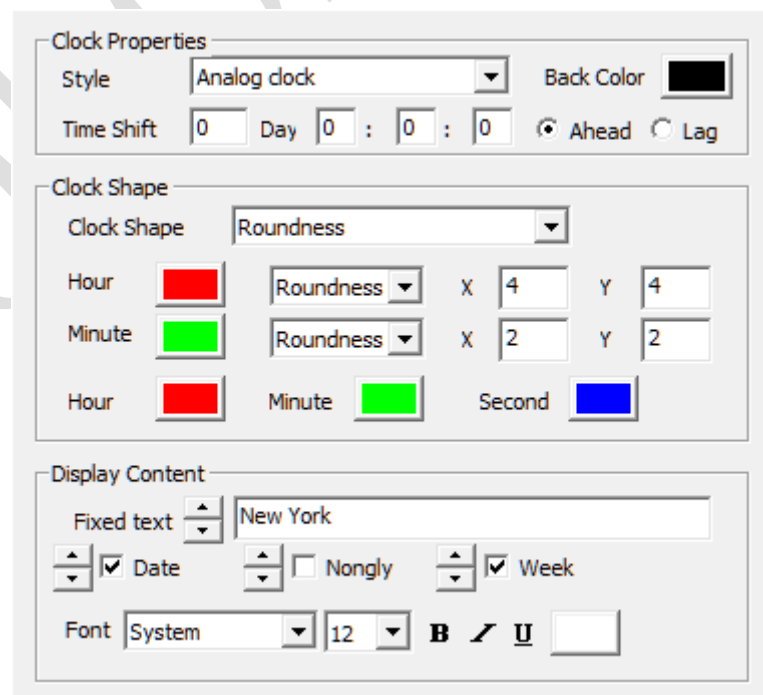 Clock Properties
Style Analog clock Back Color
Time Shift 0 Day 0 : 0 : 0 Ahead Lag
Clock Shape
Clock Shape Roundness
Hour Roundness X 4 Y 4
Minute Roundness X 2 Y 2
Hour Minute Second
Display Content
Fixed text New York
Date Nongly Week
Font System 12 B I U